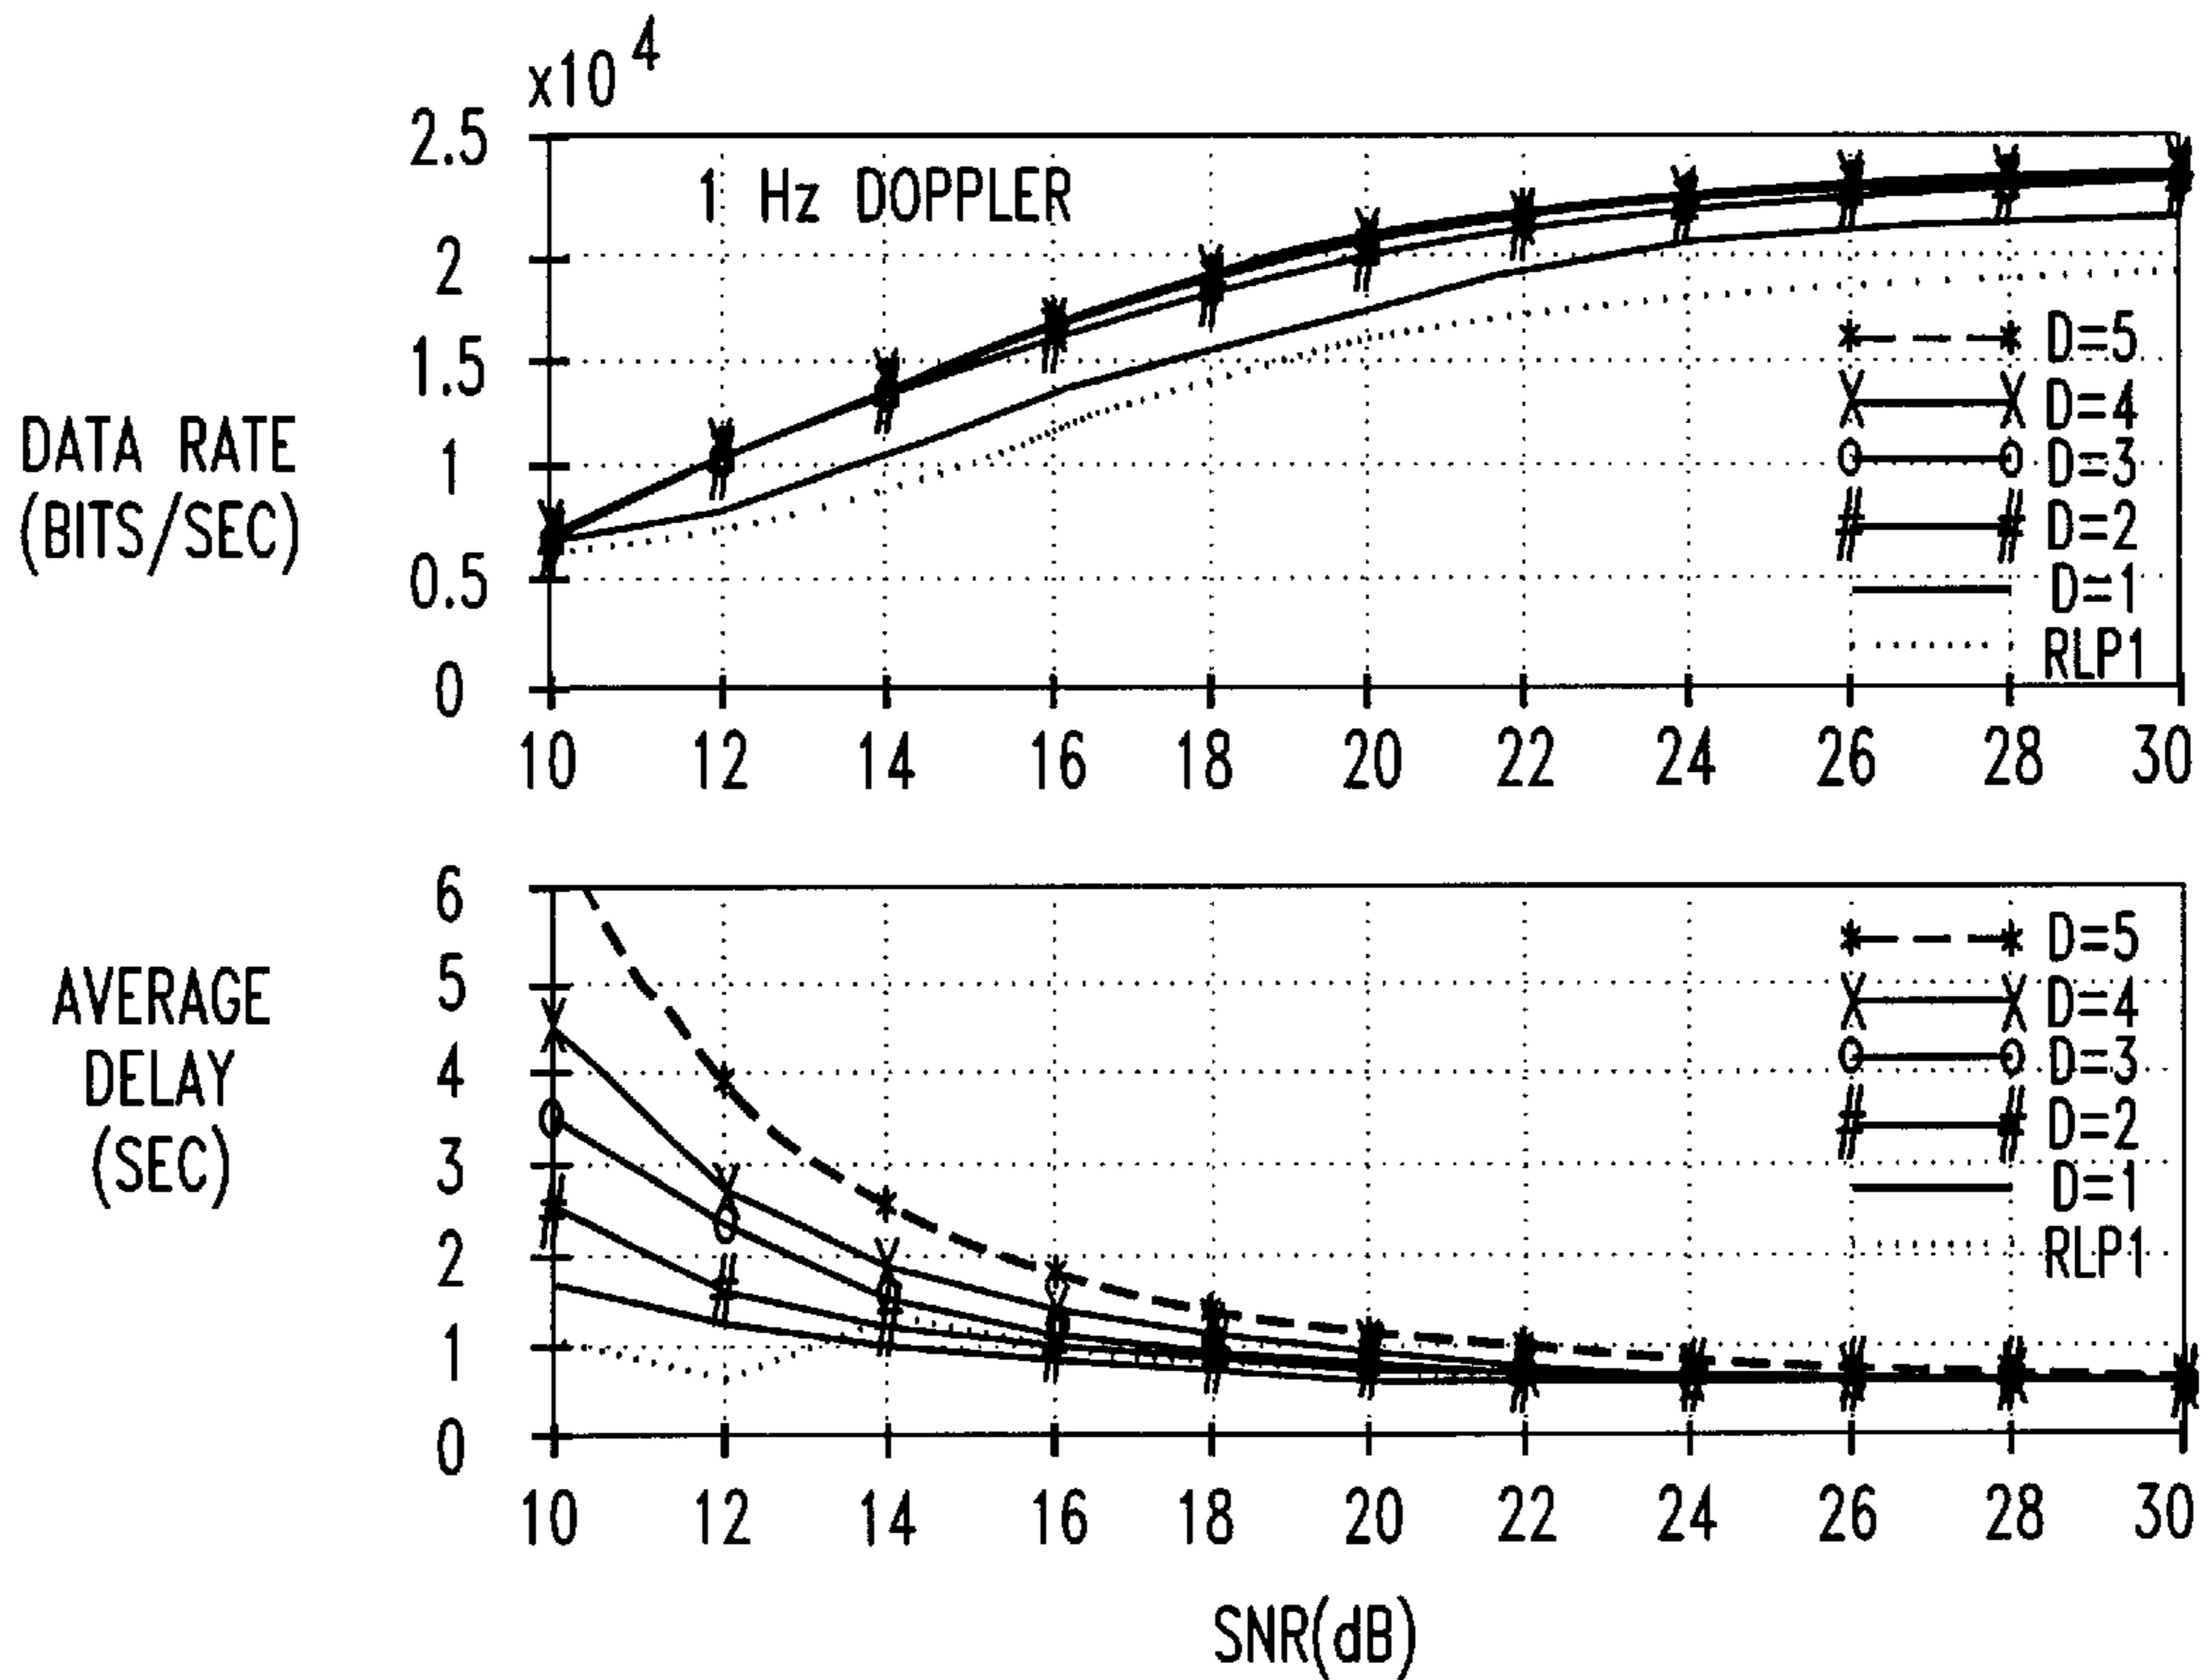 x10 4
2.5
2
1.5
1
0.5
0
1 Hz DOPPLER
DATA RATE
(BITS/SEC)
D=5
D=4
D=3
D=2
D=1
RLP1
10 12 14 16 18 20 22 24 26 28 30
6
5
4
3
2
1
0
AVERAGE
DELAY
(SEC)
D=5
D=4
D=3
D=2
D=1
RLP1
10 12 14 16 18 20 22 24 26 28 30
SNR(dB)